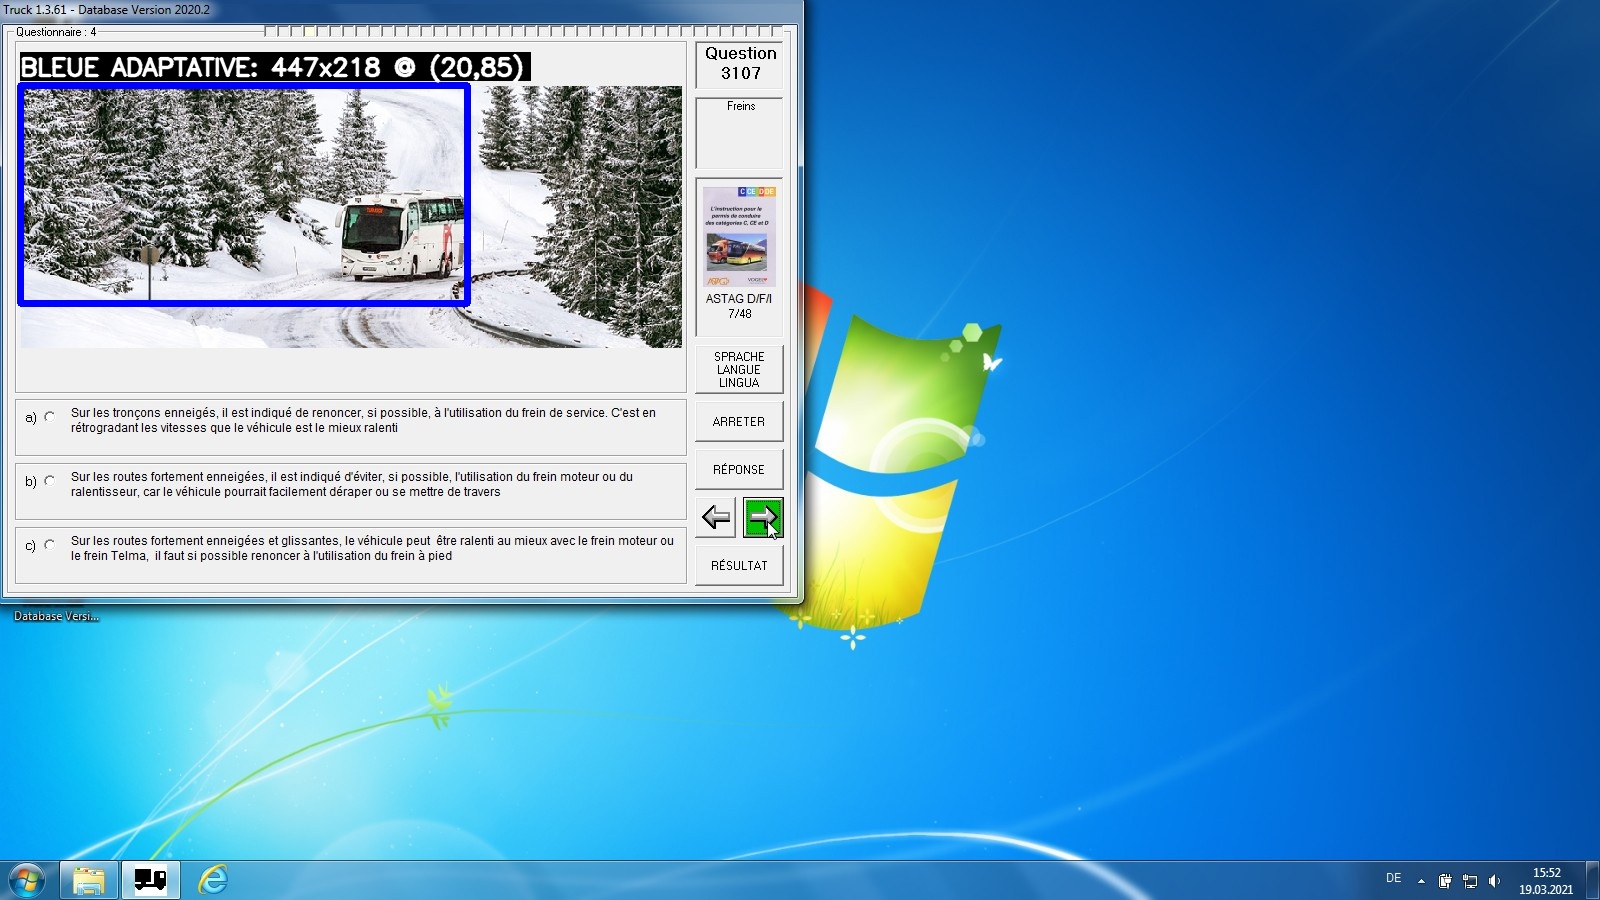 Truck 1.3.61 - Database Version 2020.2
Questionnaire : 4
BLEUE ADAPTATIVE: 447x218 @ (20,85)
Question
3107
Freins
C CE D DE
L'instruction pour le
permis de conduire
des catégories C, CE et D
ASTAG D/F/I
7/48
SPRACHE
LANGUE
LINGUA
ARRETER
RÉPONSE
RÉSULTAT
a) Sur les tronçons enneigés, il est indiqué de renoncer, si possible, à l'utilisation du frein de service. C'est en
rétrogradant les vitesses que le véhicule est le mieux ralenti
b) Sur les routes fortement enneigées, il est indiqué d'éviter, si possible, l'utilisation du frein moteur ou du
ralentisseur, car le véhicule pourrait facilement déraper ou se mettre de travers
c) Sur les routes fortement enneigées et glissantes, le véhicule peut être ralenti au mieux avec le frein moteur ou
le frein Telma, il faut si possible renoncer à l'utilisation du frein à pied
Database Versi...
DE
15:52
19.03.2021